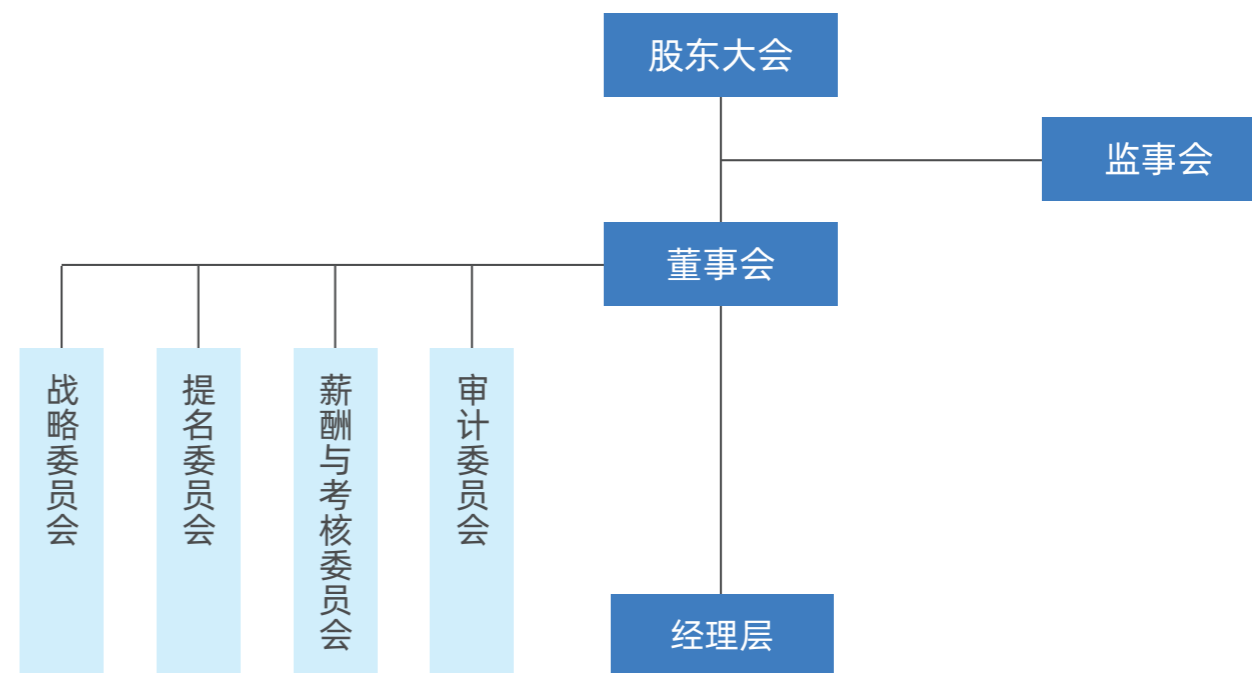 股东大会
监事会
董事会
战略委员会
提名委员会
薪酬与考核委员会
审计委员会
经理层